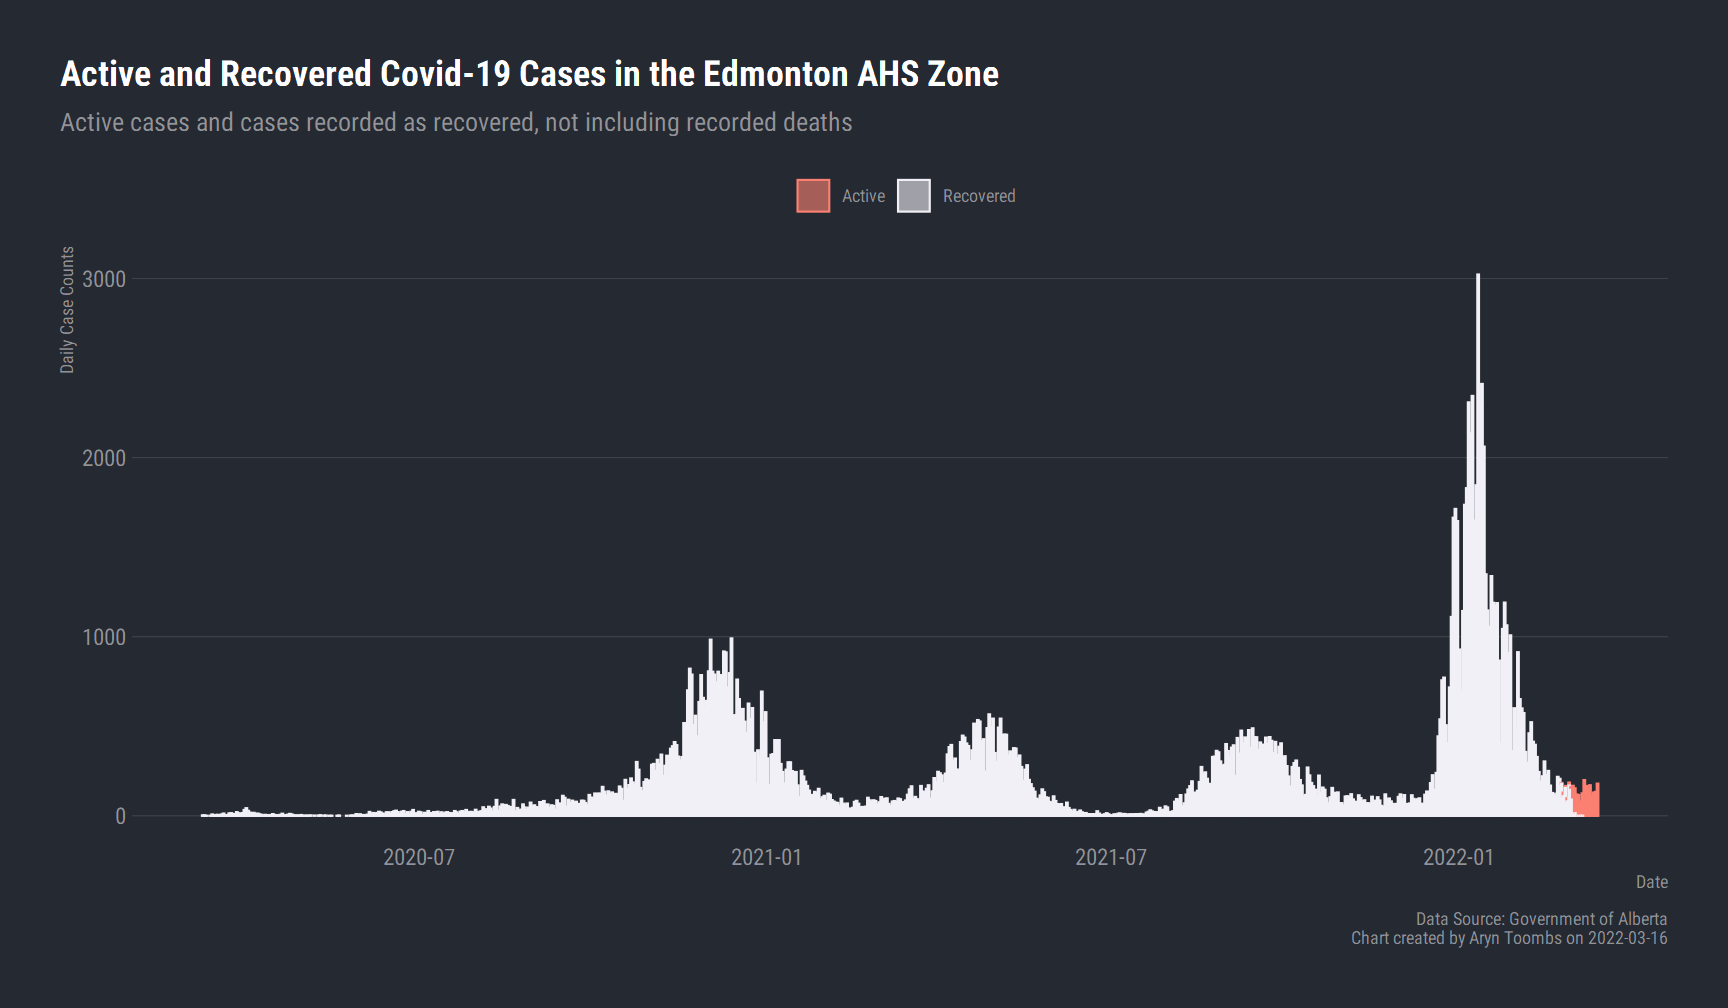 Active and Recovered Covid-19 Cases in the Edmonton AHS Zone
Active cases and cases recorded as recovered, not including recorded deaths
Active
Recovered
Daily Case Counts
3000
2000
1000
0
2020-07
2021-01
2021-07
2022-01
Date
Data Source: Government of Alberta
Chart created by Aryn Toombs on 2022-03-16